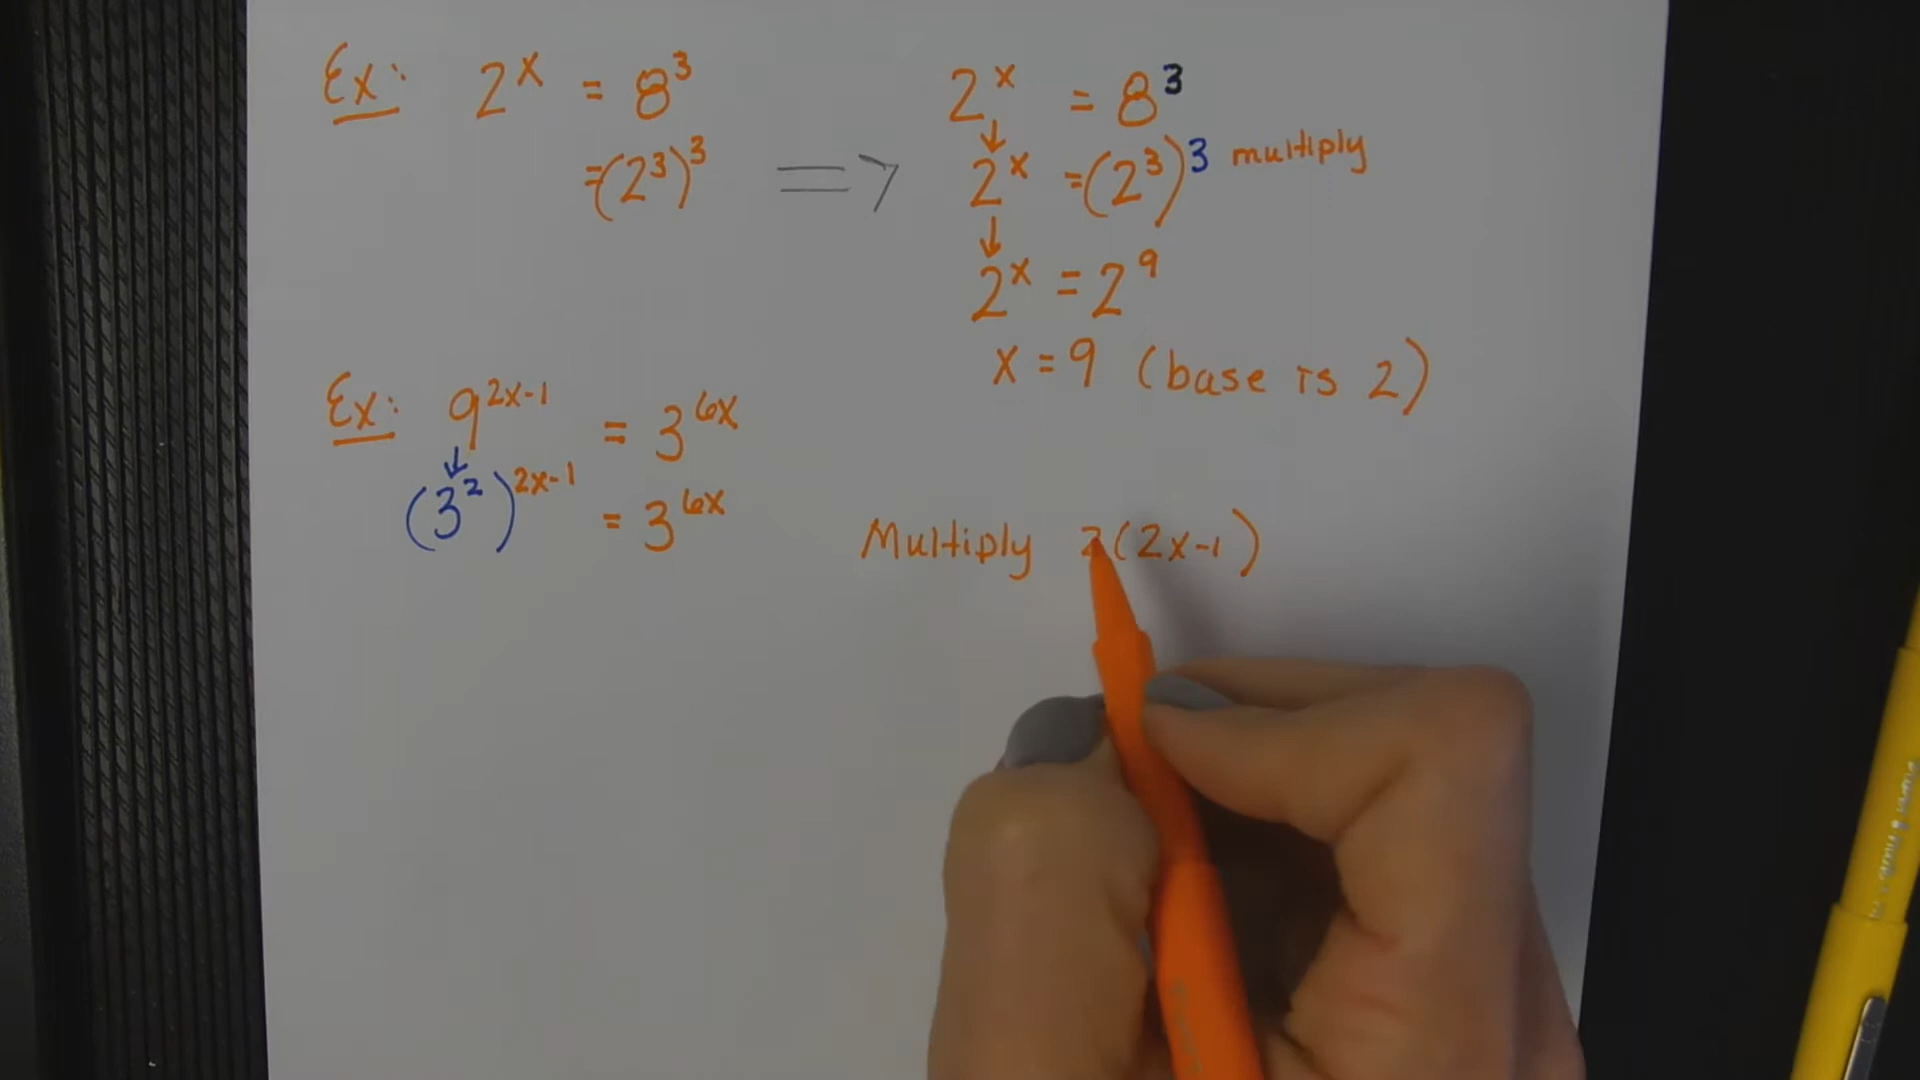 Ex: 2^x = 8^3
=(2^3)^3
=>
2^x = 8^3
2^x =(2^3)^3 multiply
2^x = 2^9
x = 9 (base is 2)
Ex: 9^{2x-1} = 3^{6x}
(3^2)^{2x-1} = 3^{6x}
Multiply 2(2x-1)